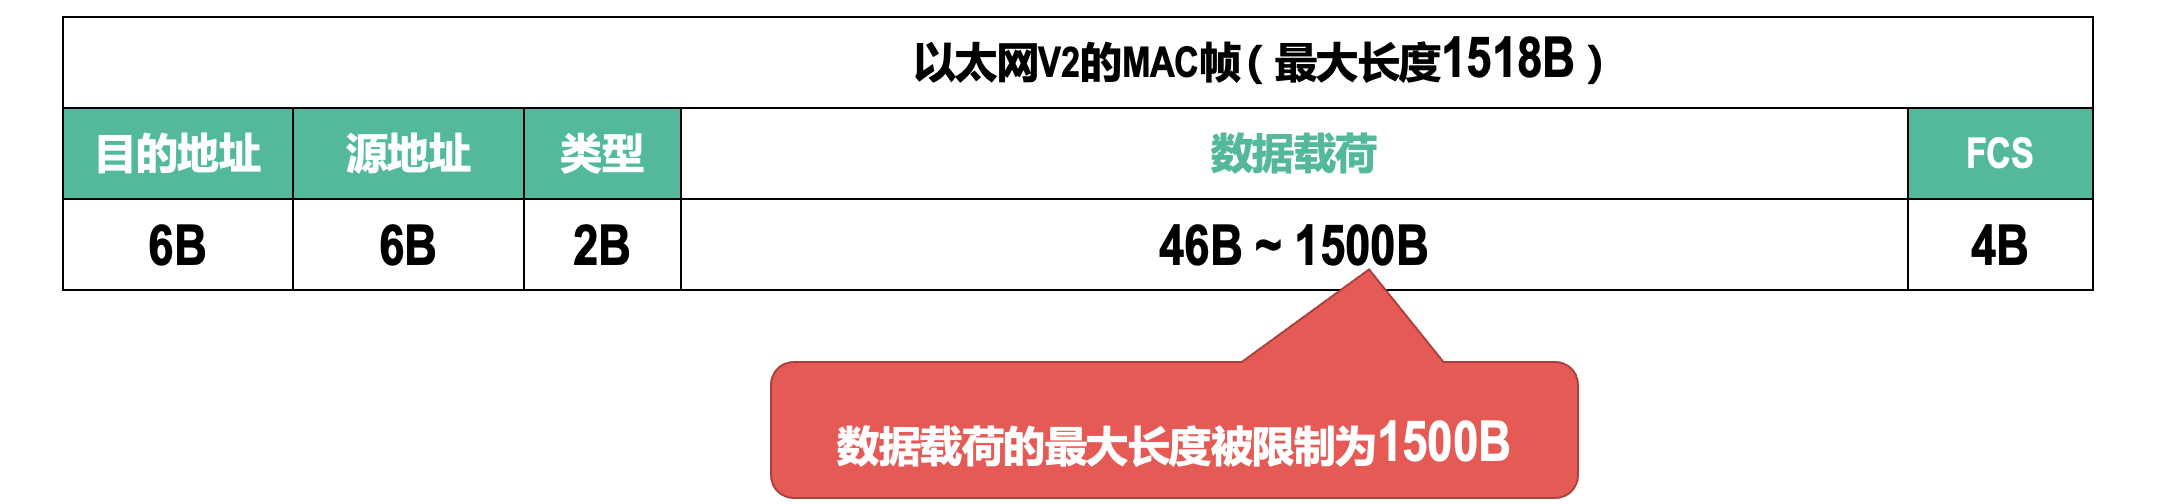 以太网V2的MAC帧（最大长度1518B）
目的地址 源地址 类型 数据载荷 FCS
6B 6B 2B 46B ~ 1500B 4B
数据载荷的最大长度被限制为1500B